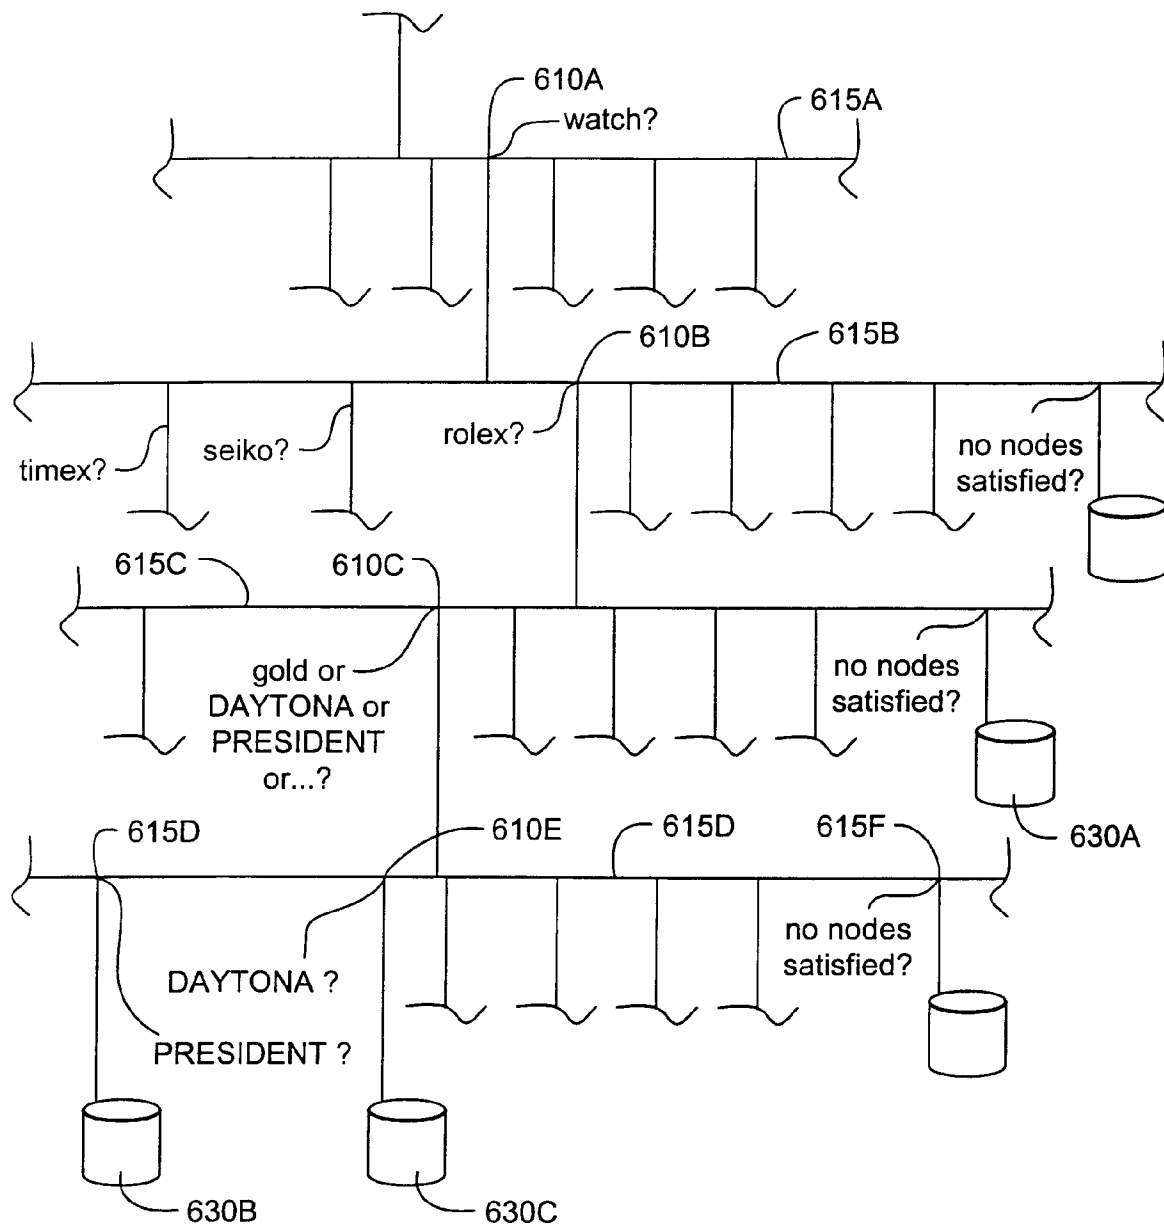 610A
watch?
615A
610B
615B
timex?
seiko?
rolex?
no nodes
satisfied?
615C
610C
gold or
DAYTONA or
PRESIDENT
or...?
no nodes
satisfied?
630A
615D
610E
615D
615F
DAYTONA ?
PRESIDENT ?
no nodes
satisfied?
630B
630C